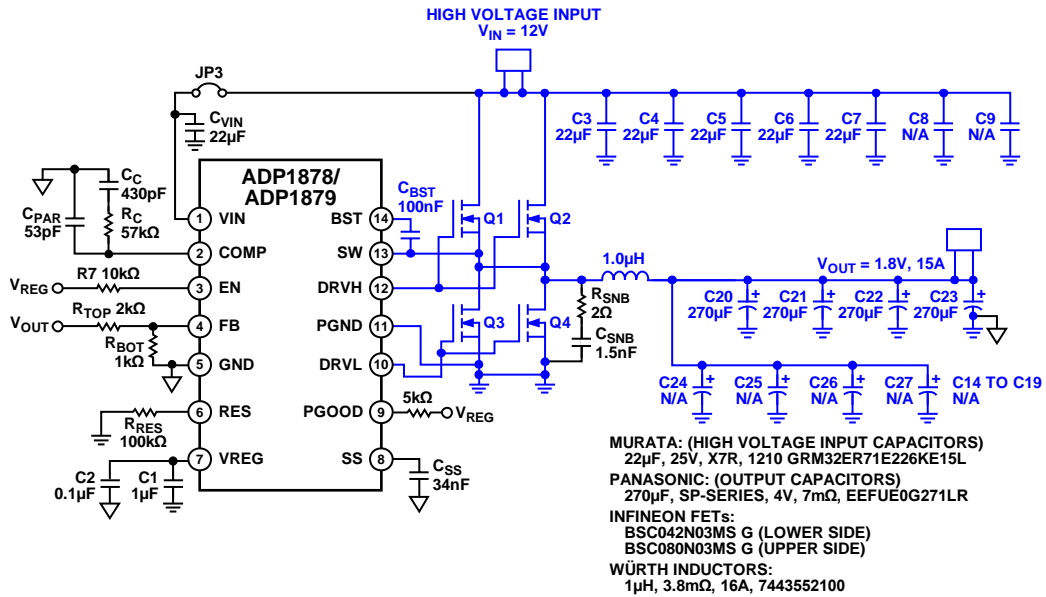 HIGH VOLTAGE INPUT
VIN = 12V
JP3
CVIN
22µF
C3
22µF
C4
22µF
C5
22µF
C6
22µF
C7
22µF
C8
N/A
C9
N/A
ADP1878/
ADP1879
CC
430pF
RC
57kΩ
CPAR
53pF
1 VIN
2 COMP
3 EN
4 FB
5 GND
6 RES
7 VREG
BST 14
SW 13
DRVH 12
PGND 11
DRVL 10
PGOOD 9
SS 8
CBST
100nF
Q1
Q2
Q3
Q4
VREG
R7 10kΩ
VOUT
RTOP 2kΩ
RBOT
1kΩ
RRES
100kΩ
C2
0.1µF
C1
1µF
5kΩ
VREG
CSS
34nF
1.0µH
RSNB
2Ω
CSNB
1.5nF
VOUT = 1.8V, 15A
C20
270µF
+
C21
270µF
+
C22
270µF
+
C23
270µF
+
C24
N/A
+
C25
N/A
+
C26
N/A
+
C27
N/A
+
C14 TO C19
N/A
MURATA: (HIGH VOLTAGE INPUT CAPACITORS)
22µF, 25V, X7R, 1210 GRM32ER71E226KE15L
PANASONIC: (OUTPUT CAPACITORS)
270µF, SP-SERIES, 4V, 7mΩ, EEFUE0G271LR
INFINEON FETs:
BSC042N03MS G (LOWER SIDE)
BSC080N03MS G (UPPER SIDE)
WÜRTH INDUCTORS:
1µH, 3.8mΩ, 16A, 7443552100